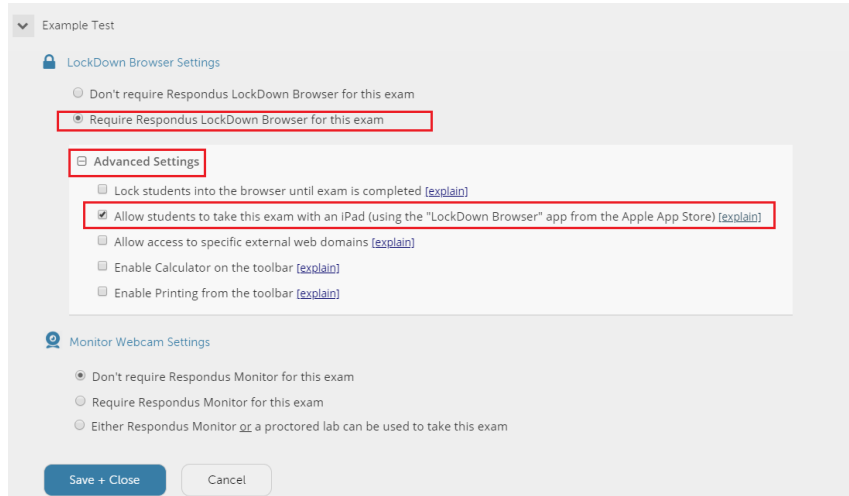 Example Test
LockDown Browser Settings
Don't require Respondus LockDown Browser for this exam
Require Respondus LockDown Browser for this exam
Advanced Settings
Lock students into the browser until exam is completed [explain]
Allow students to take this exam with an iPad (using the "LockDown Browser" app from the Apple App Store) [explain]
Allow access to specific external web domains [explain]
Enable Calculator on the toolbar [explain]
Enable Printing from the toolbar [explain]
Monitor Webcam Settings
Don't require Respondus Monitor for this exam
Require Respondus Monitor for this exam
Either Respondus Monitor or a proctored lab can be used to take this exam
Save + Close Cancel